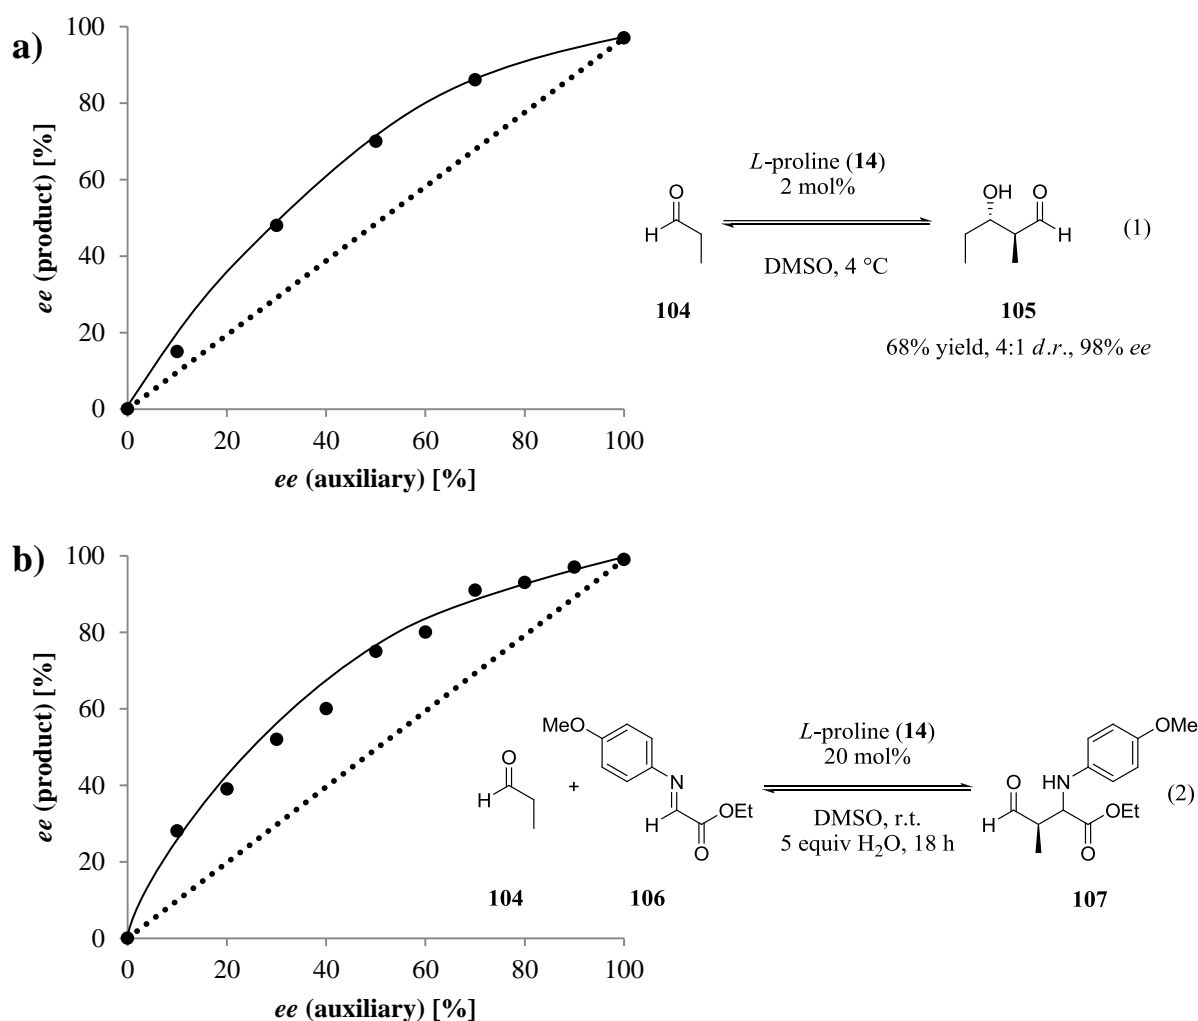 a)
100
80
60
40
20
0
ee (product) [%]
0 20 40 60 80 100
ee (auxiliary) [%]
L-proline (14)
2 mol%
DMSO, 4 °C
O
H
104
OH O
H
105
(1)
68% yield, 4:1 d.r., 98% ee
b)
100
80
60
40
20
0
ee (product) [%]
0 20 40 60 80 100
ee (auxiliary) [%]
O
H
104
+
MeO
N
H
OEt
O
106
L-proline (14)
20 mol%
DMSO, r.t.
5 equiv H₂O, 18 h
OMe
O HN
H
OEt
O
107
(2)